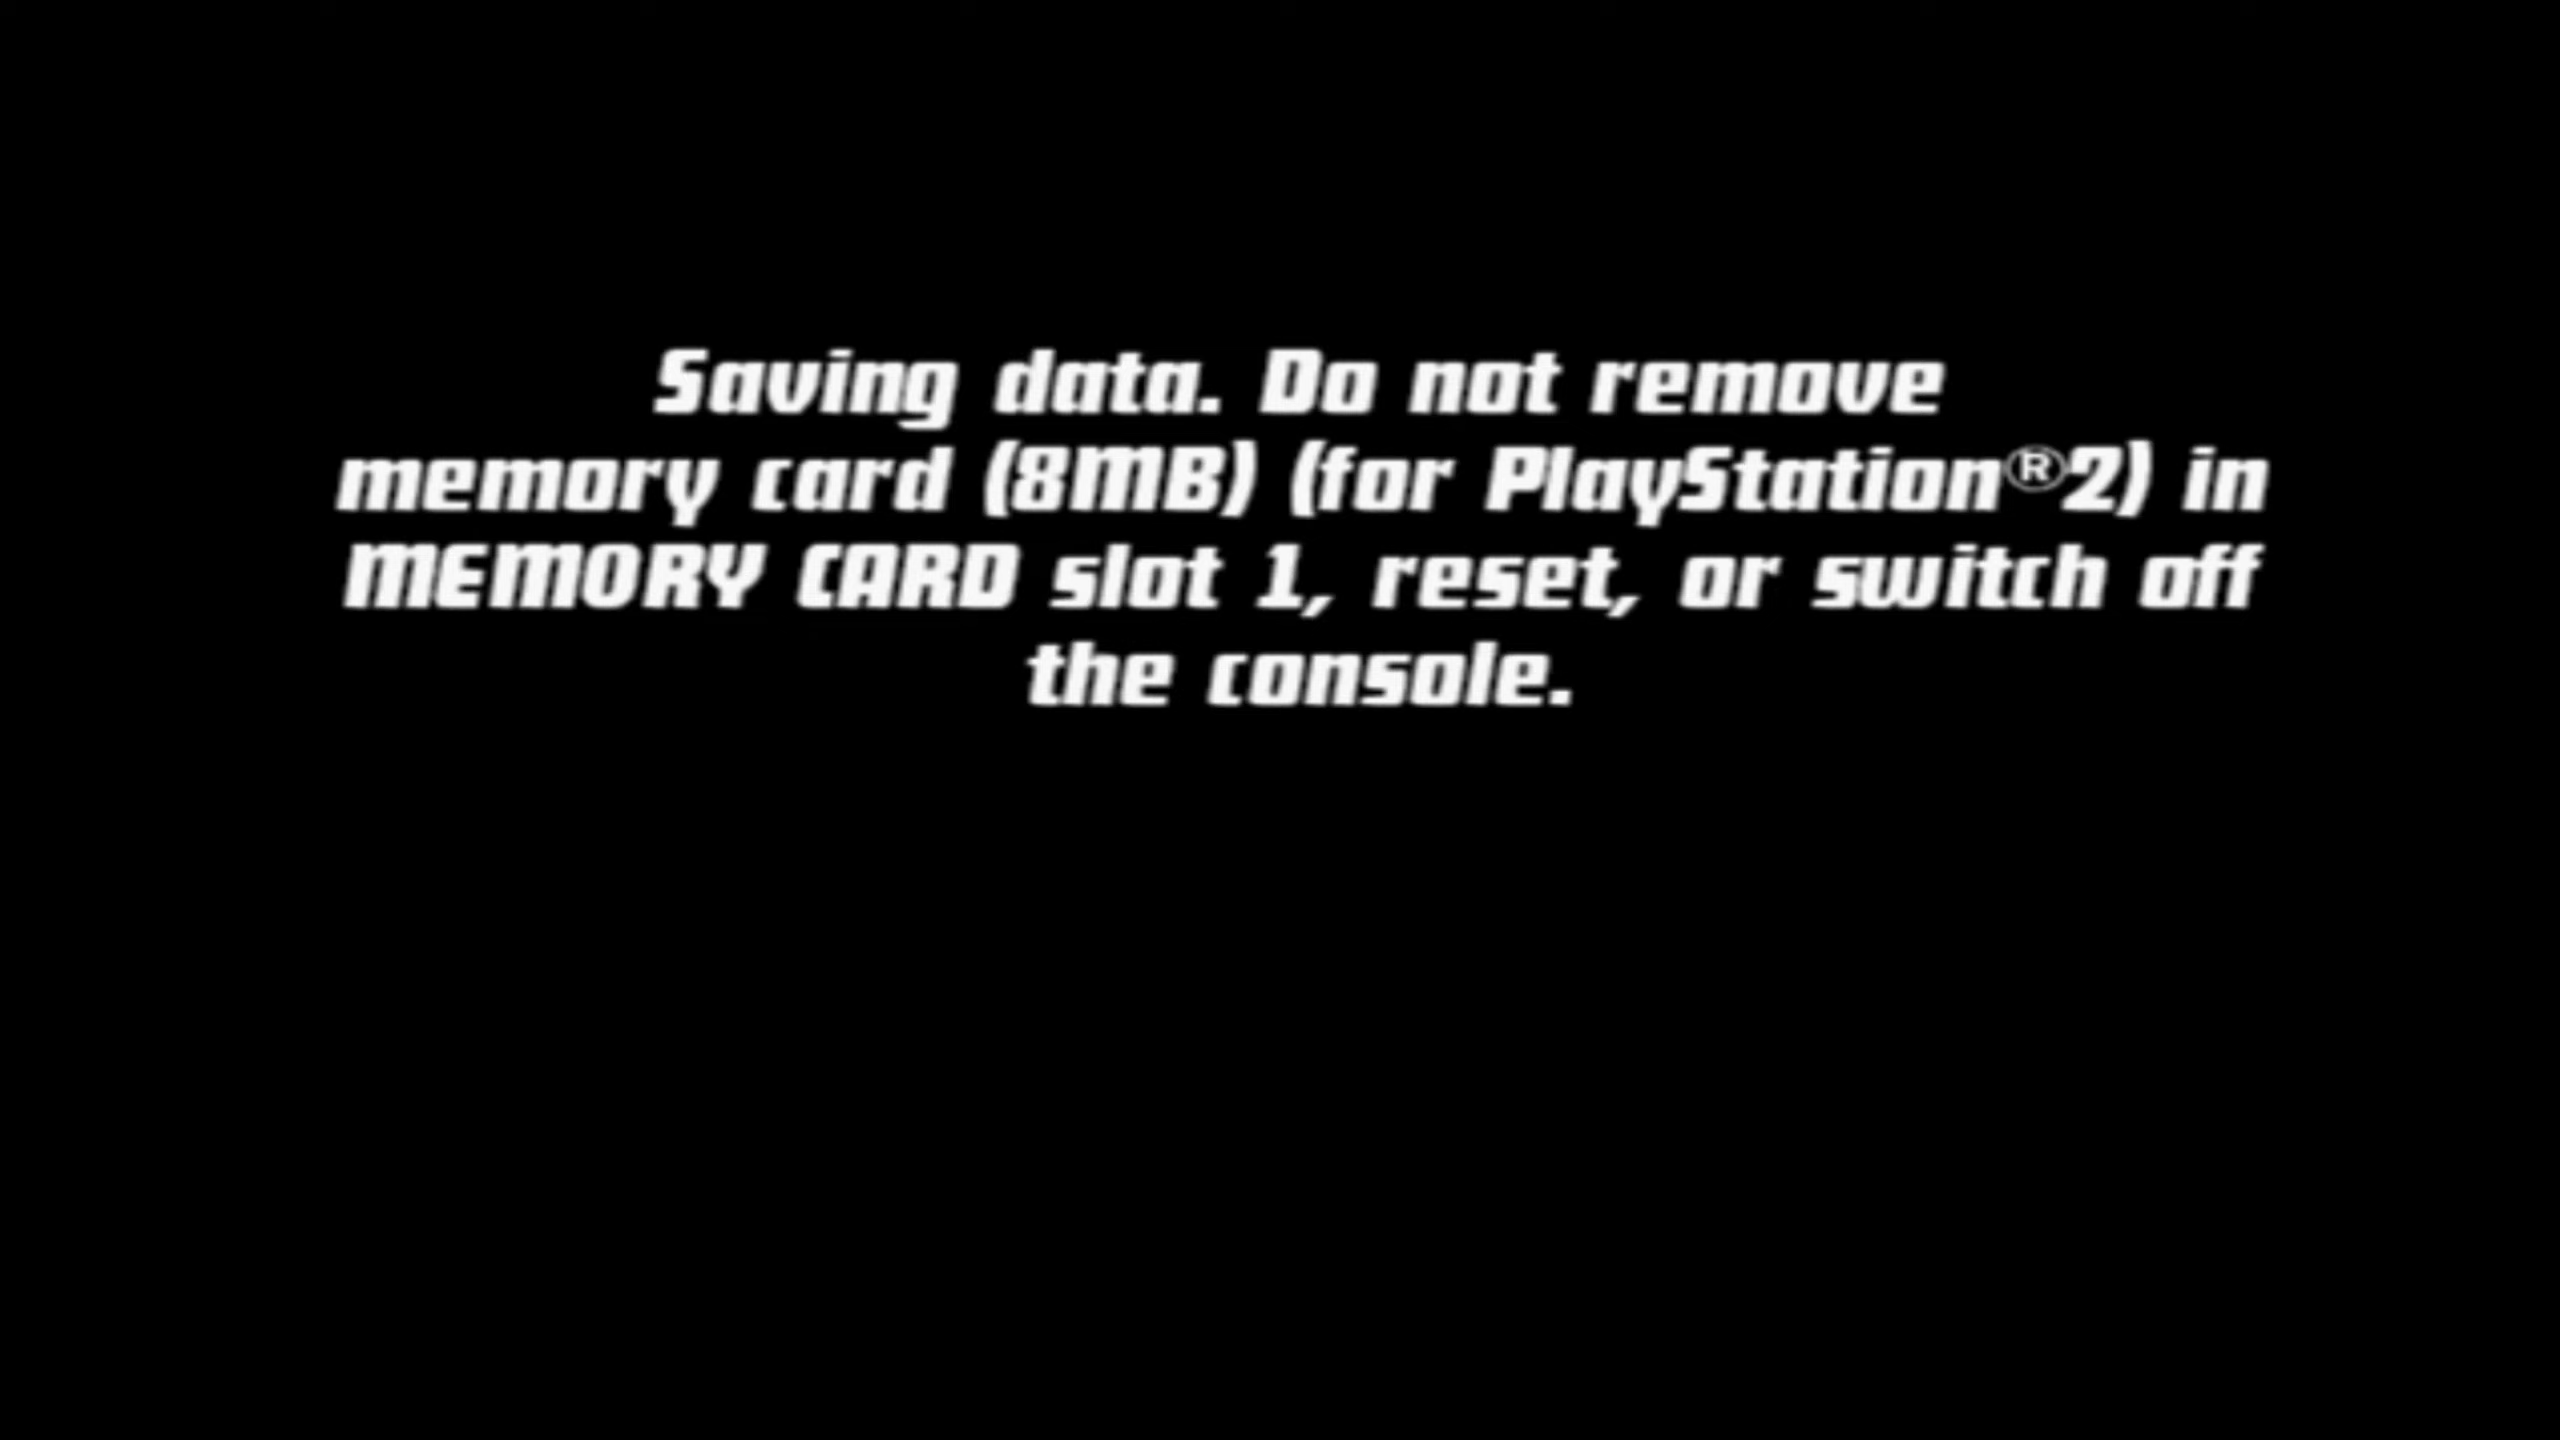 Saving data. Do not remove
memory card (8MB) (for PlayStation®2) in
MEMORY CARD slot 1, reset, or switch off
the console.